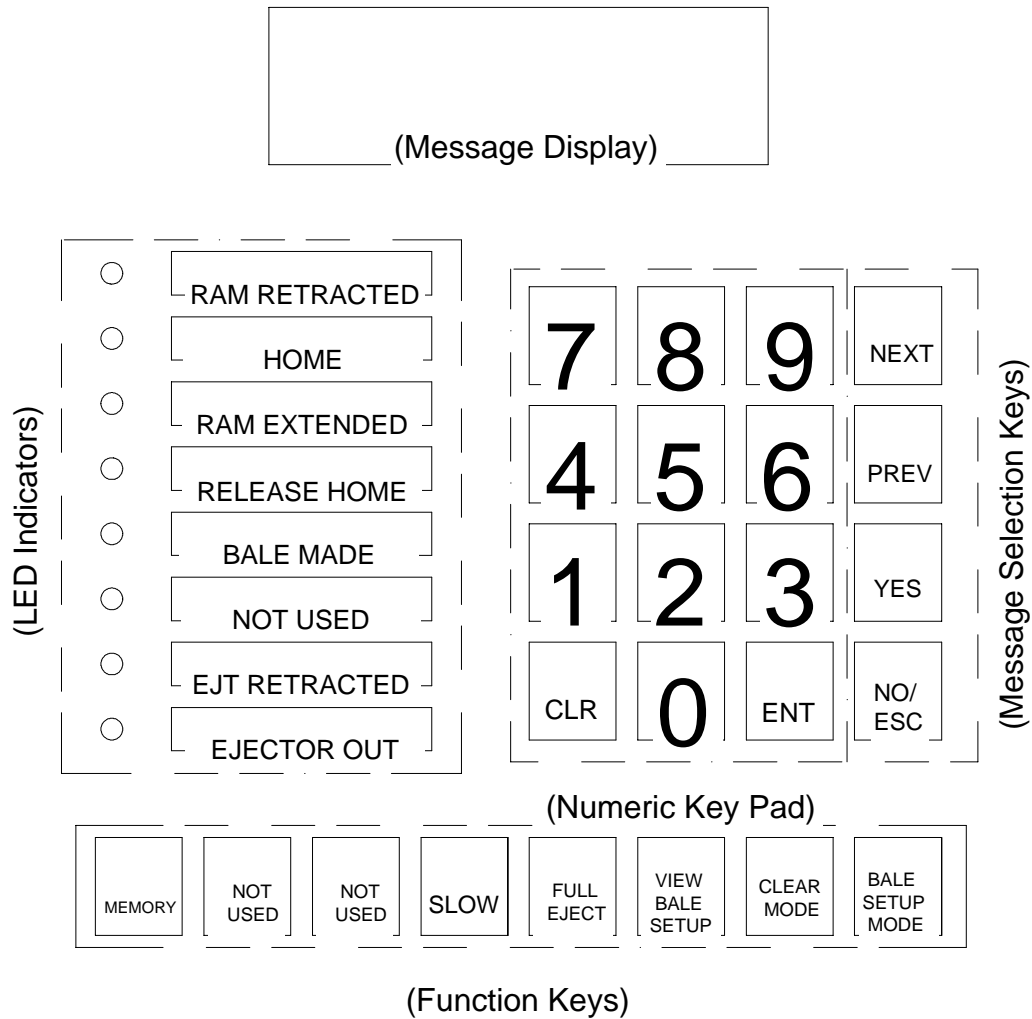 (Message Display)
(LED Indicators)
RAM RETRACTED
HOME
RAM EXTENDED
RELEASE HOME
BALE MADE
NOT USED
EJT RETRACTED
EJECTOR OUT
7 8 9 NEXT
4 5 6 PREV
1 2 3 YES
CLR 0 ENT NO/
ESC
(Message Selection Keys)
(Numeric Key Pad)
MEMORY
NOT
USED
NOT
USED
SLOW
FULL
EJECT
VIEW
BALE
SETUP
CLEAR
MODE
BALE
SETUP
MODE
(Function Keys)